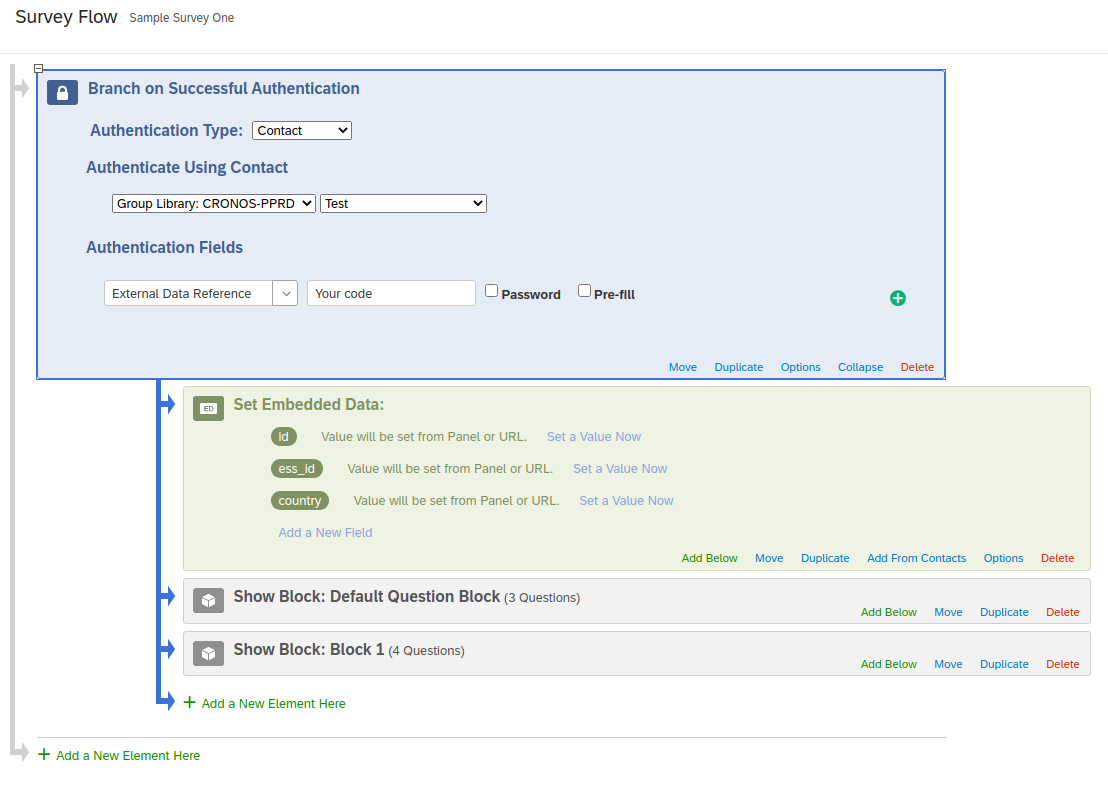 Survey Flow Sample Survey One
Branch on Successful Authentication
Authentication Type: Contact
Authenticate Using Contact
Group Library: CRONOS-PPRD Test
Authentication Fields
External Data Reference Your code Password Pre-fill
Move Duplicate Options Collapse Delete
ED Set Embedded Data:
id Value will be set from Panel or URL. Set a Value Now
ess_id Value will be set from Panel or URL. Set a Value Now
country Value will be set from Panel or URL. Set a Value Now
Add a New Field
Add Below Move Duplicate Add From Contacts Options Delete
Show Block: Default Question Block (3 Questions)
Add Below Move Duplicate Delete
Show Block: Block 1 (4 Questions)
Add Below Move Duplicate Delete
Add a New Element Here
Add a New Element Here